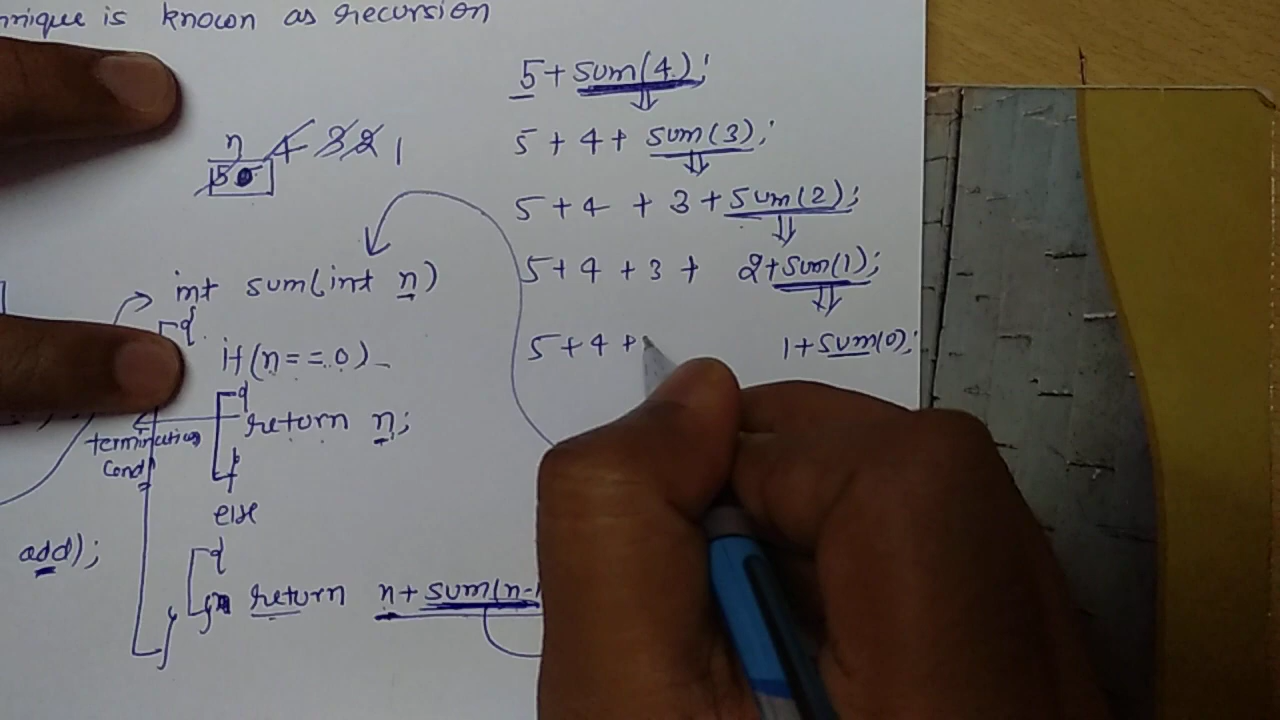 nique is known as recursion
5+sum(4);
n 4 3 2 1
5
5 + 4 + sum(3);
5+4 + 3+sum(2);
int sum(int n)
5+4+3+ 2+sum(1);
{
if(n==0)
5+4+ 1+sum(0);
{
return n;
termination
Cond
}
else
add);
{
return n+sum(n-1
}
}